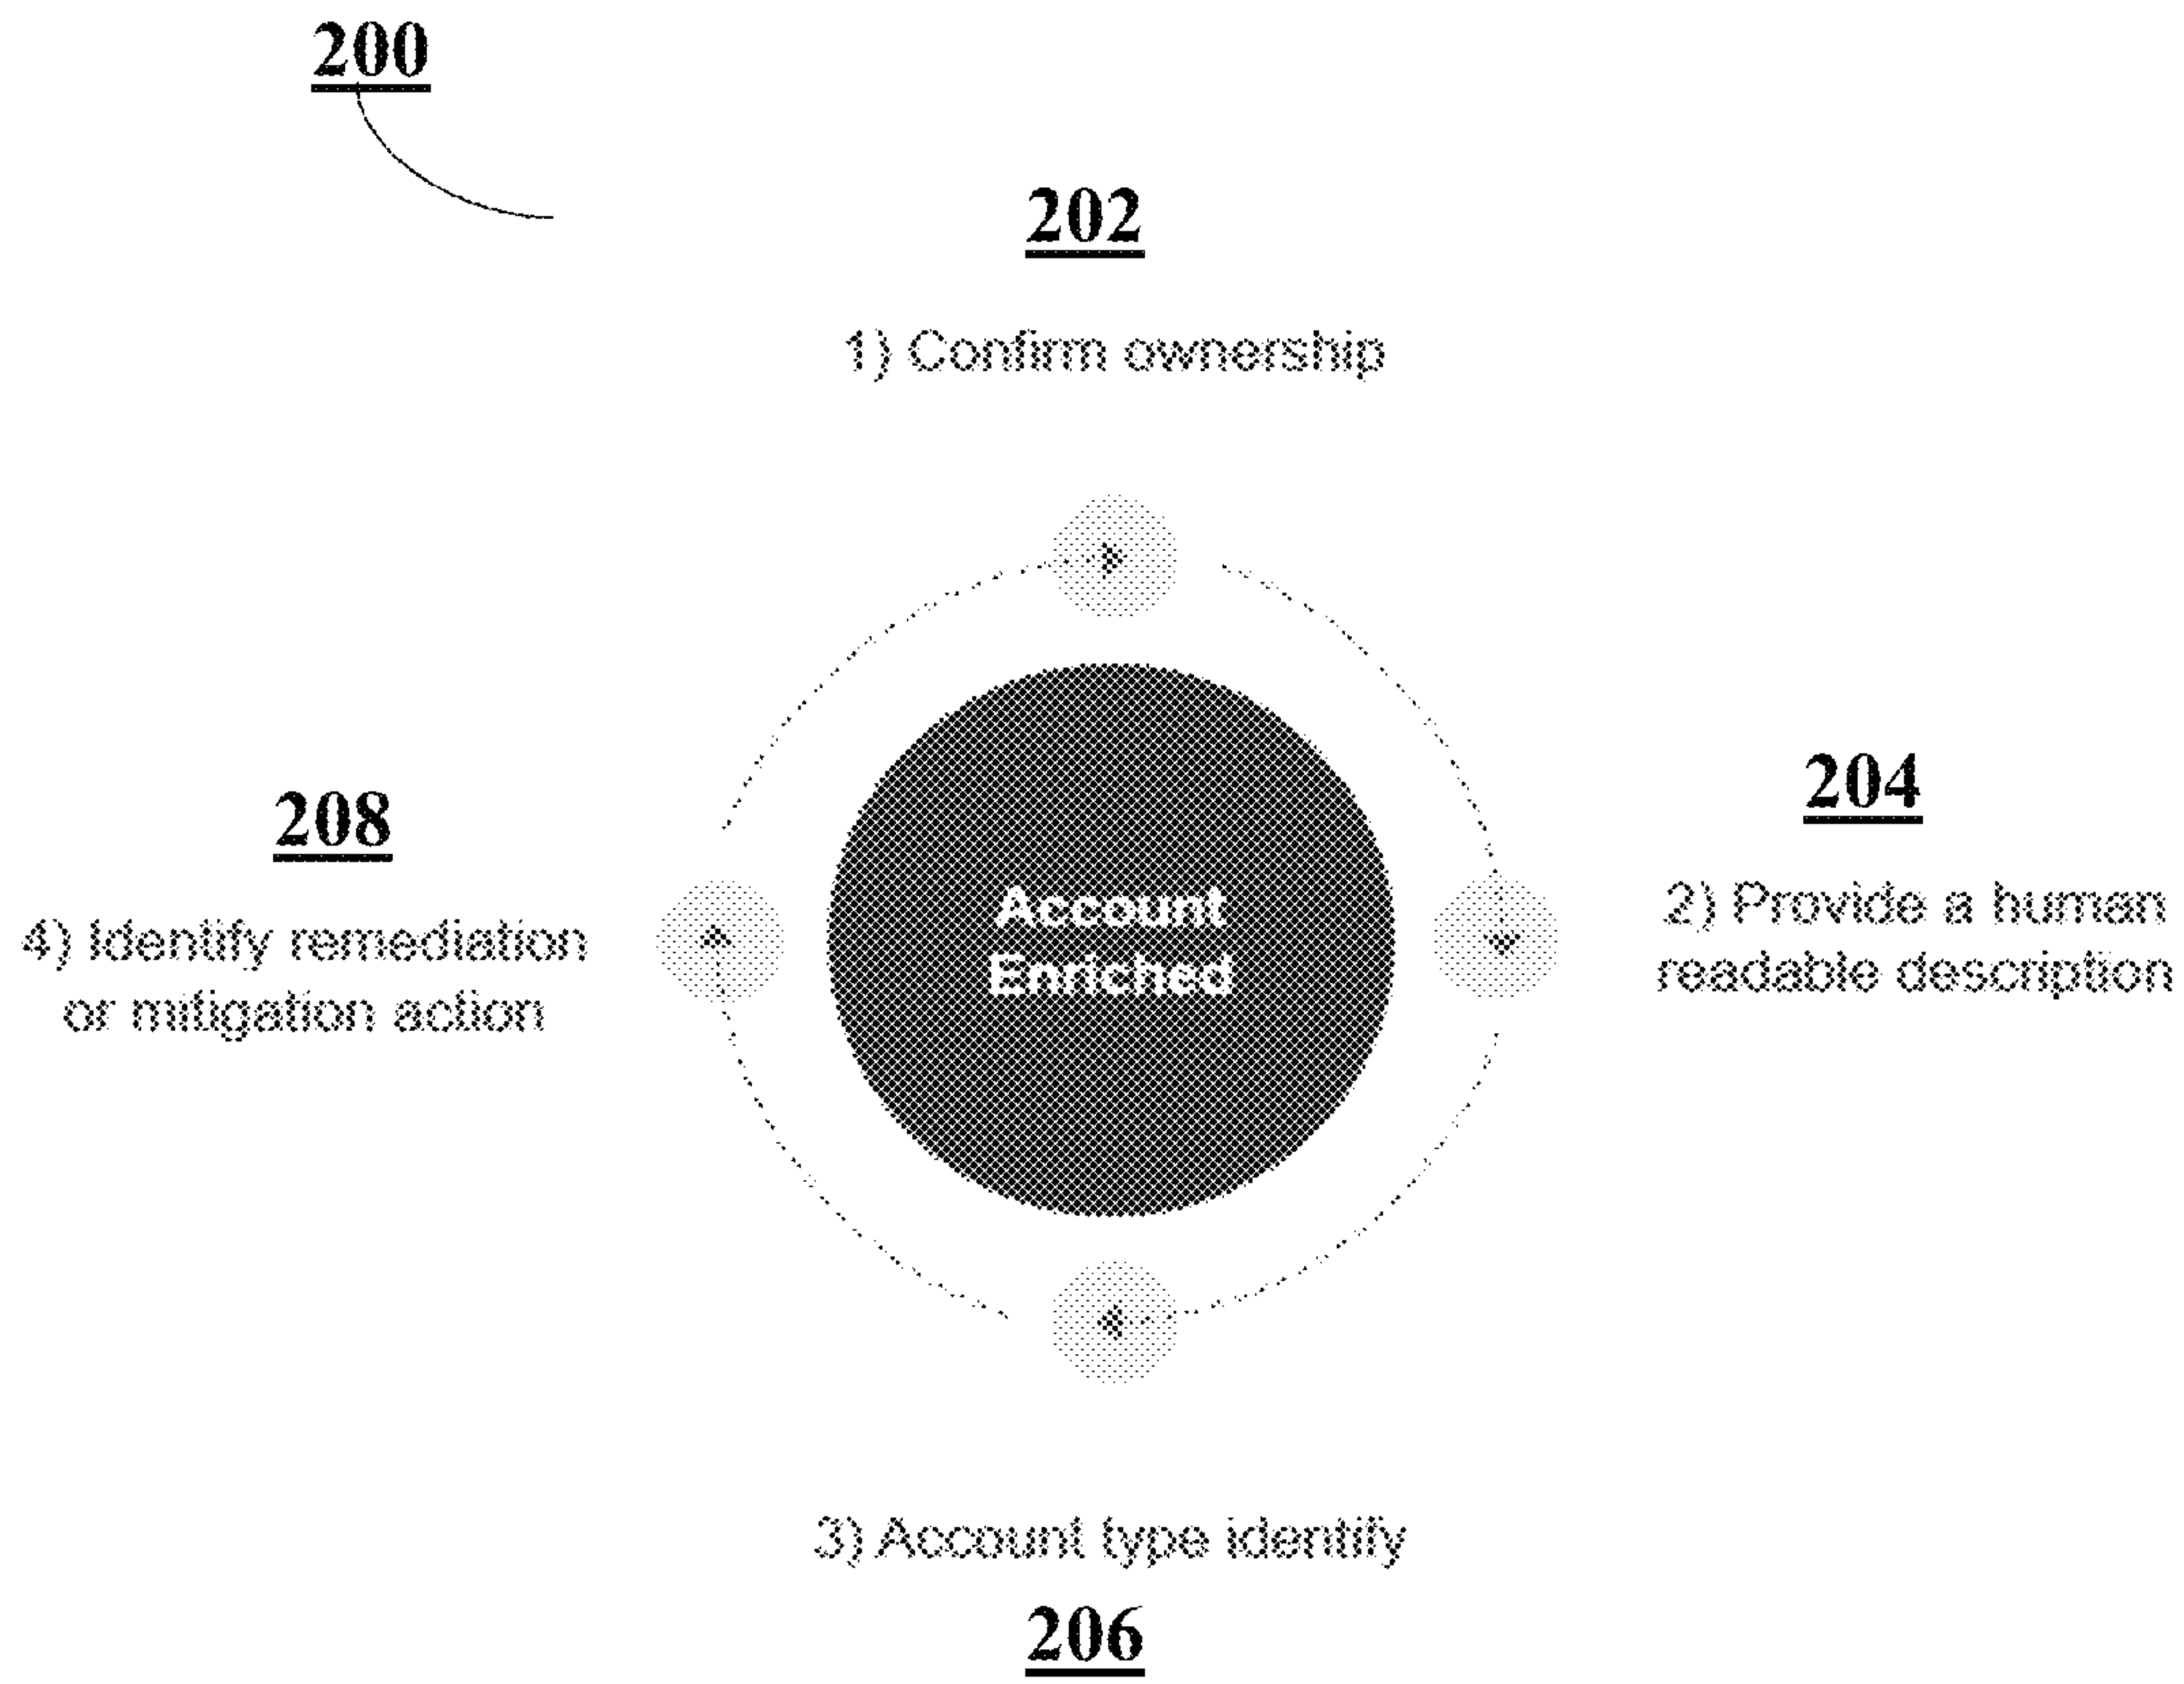 200
202
1) Confirm ownership
204
2) Provide a human
readable description
208
4) Identify remediation
or mitigation action
Account
Enriched
3) Account type identify
206